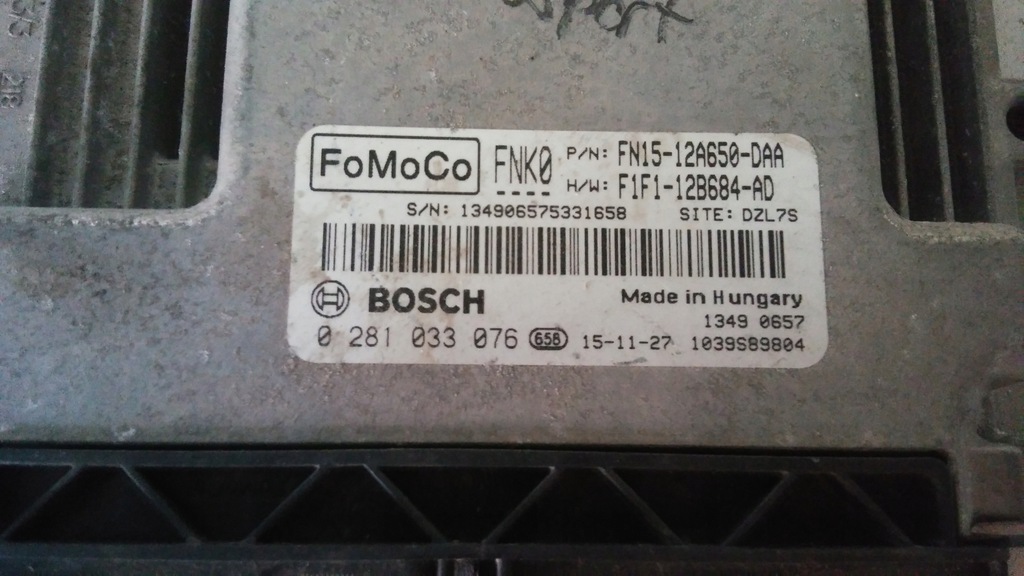 sport
FoMoCo FNK0 P/N: FN15-12A650-DAA
H/W: F1F1-12B684-AD
S/N: 134906575331658 SITE: DZL7S
BOSCH Made in Hungary
1349 0657
0 281 033 076 658 15-11-27 1039S89804